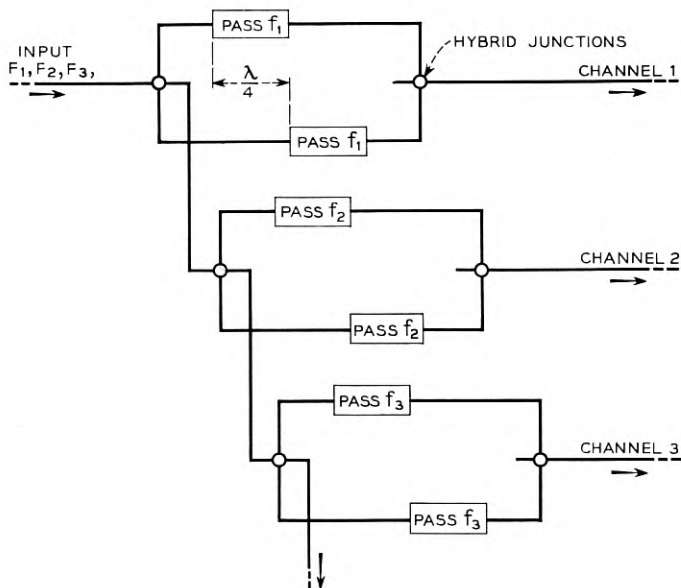 PASS f₁
INPUT
F₁, F₂, F₃,
HYBRID JUNCTIONS
CHANNEL 1
λ
4
PASS f₁
PASS f₂
CHANNEL 2
PASS f₂
PASS f₃
CHANNEL 3
PASS f₃